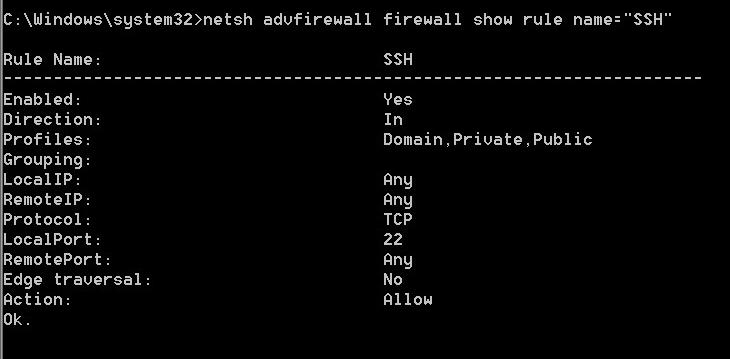 C:\Windows\system32>netsh advfirewall firewall show rule name="SSH"
Rule Name: SSH
----------------------------------------------------------------------
Enabled: Yes
Direction: In
Profiles: Domain,Private,Public
Grouping:
LocalIP: Any
RemoteIP: Any
Protocol: TCP
LocalPort: 22
RemotePort: Any
Edge traversal: No
Action: Allow
Ok.